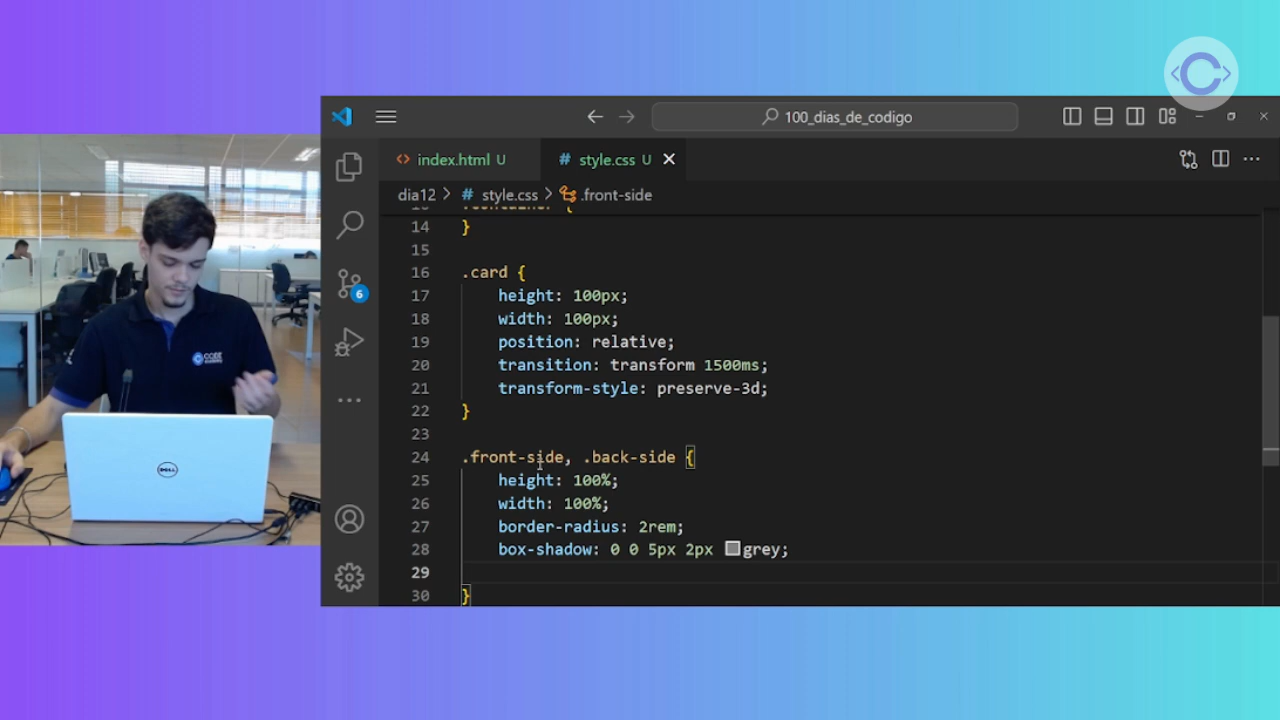 100_dias_de_codigo
index.html U
# style.css U
dia12 > # style.css > .front-side
14 }
15
16 .card {
17 height: 100px;
18 width: 100px;
19 position: relative;
20 transition: transform 1500ms;
21 transform-style: preserve-3d;
22 }
23
24 .front-side, .back-side {
25 height: 100%;
26 width: 100%;
27 border-radius: 2rem;
28 box-shadow: 0 0 5px 2px grey;
29
30 }
6
CODE
DELL